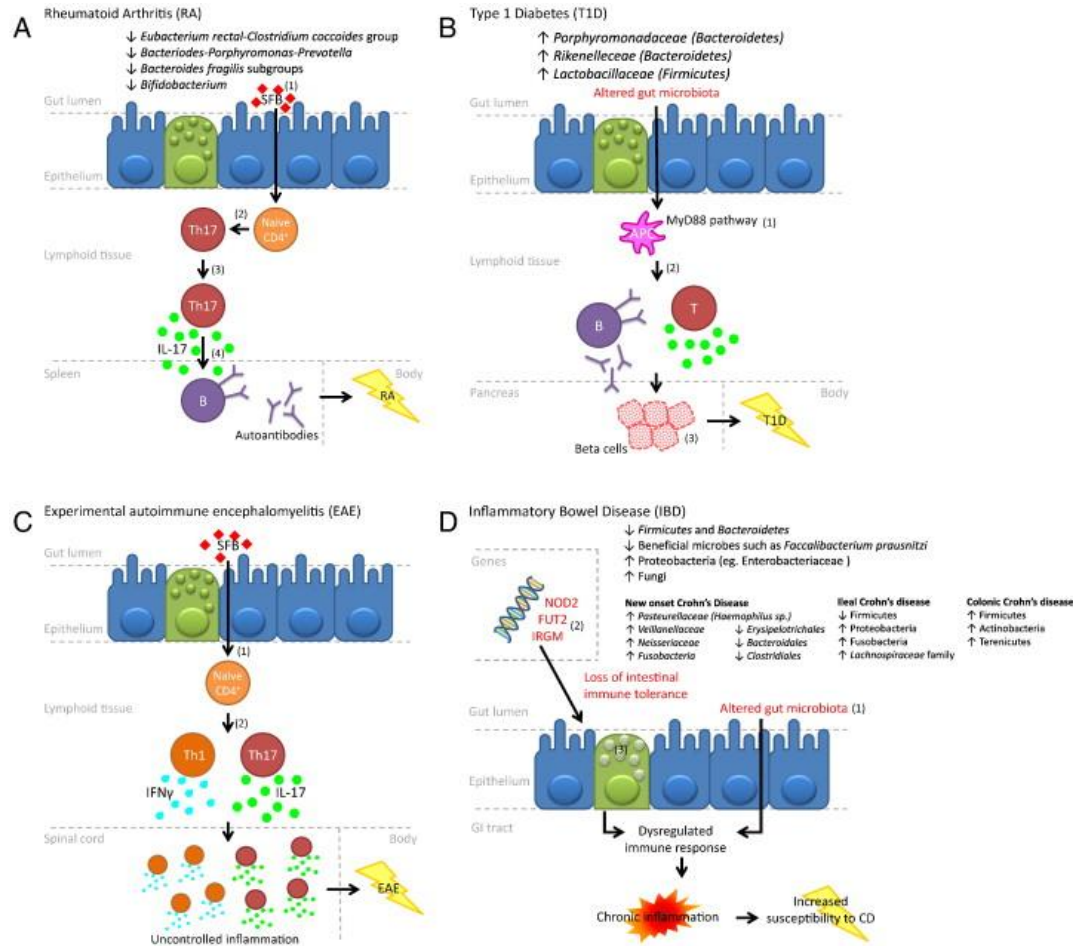 A
Rheumatoid Arthritis (RA)
↓ Eubacterium rectal-Clostridium coccoides group
↓ Bacteriodes-Porphyromonas-Prevotella
↓ Bacteroides fragilis subgroups
↓ Bifidobacterium
(1)
SFB
Gut lumen
Epithelium
(2)
Th17
Naïve
CD4+
Lymphoid tissue
(3)
Th17
IL-17
(4)
Spleen
Body
B
RA
Autoantibodies
B
Type 1 Diabetes (T1D)
↑ Porphyromonadaceae (Bacteroidetes)
↑ Rikenelleceae (Bacteroidetes)
↑ Lactobacillaceae (Firmicutes)
Altered gut microbiota
Gut lumen
Epithelium
MyD88 pathway (1)
APC
Lymphoid tissue
(2)
B
T
Pancreas
Body
(3)
T1D
Beta cells
C
Experimental autoimmune encephalomyelitis (EAE)
SFB
Gut lumen
Epithelium
(1)
Naïve
CD4+
Lymphoid tissue
(2)
Th1
Th17
IFNγ
IL-17
Spinal cord
Body
EAE
Uncontrolled inflammation
D
Inflammatory Bowel Disease (IBD)
↓ Firmicutes and Bacteroidetes
↓ Beneficial microbes such as Faccalibacterium prausnitzi
↑ Proteobacteria (eg. Enterobacteriaceae )
↑ Fungi
Genes
NOD2
FUT2
IRGM
(2)
New onset Crohn's Disease
↑ Pasteurellaceae (Haemophilus sp.)
↑ Veillanellaceae
↓ Erysipelotrichales
↑ Neisseriaceae
↓ Bacteroidales
↑ Fusobacteria
↓ Clostridiales
Ileal Crohn's disease
↓ Firmicutes
↑ Proteobacteria
↑ Fusobacteria
↑ Lachnospiraceae family
Colonic Crohn's disease
↑ Firmicutes
↑ Actinobacteria
↑ Terenicutes
Loss of intestinal
immune tolerance
Gut lumen
Altered gut microbiota (1)
(3)
Epithelium
GI tract
Dysregulated
immune response
Chronic inflammation
Increased
susceptibility to CD